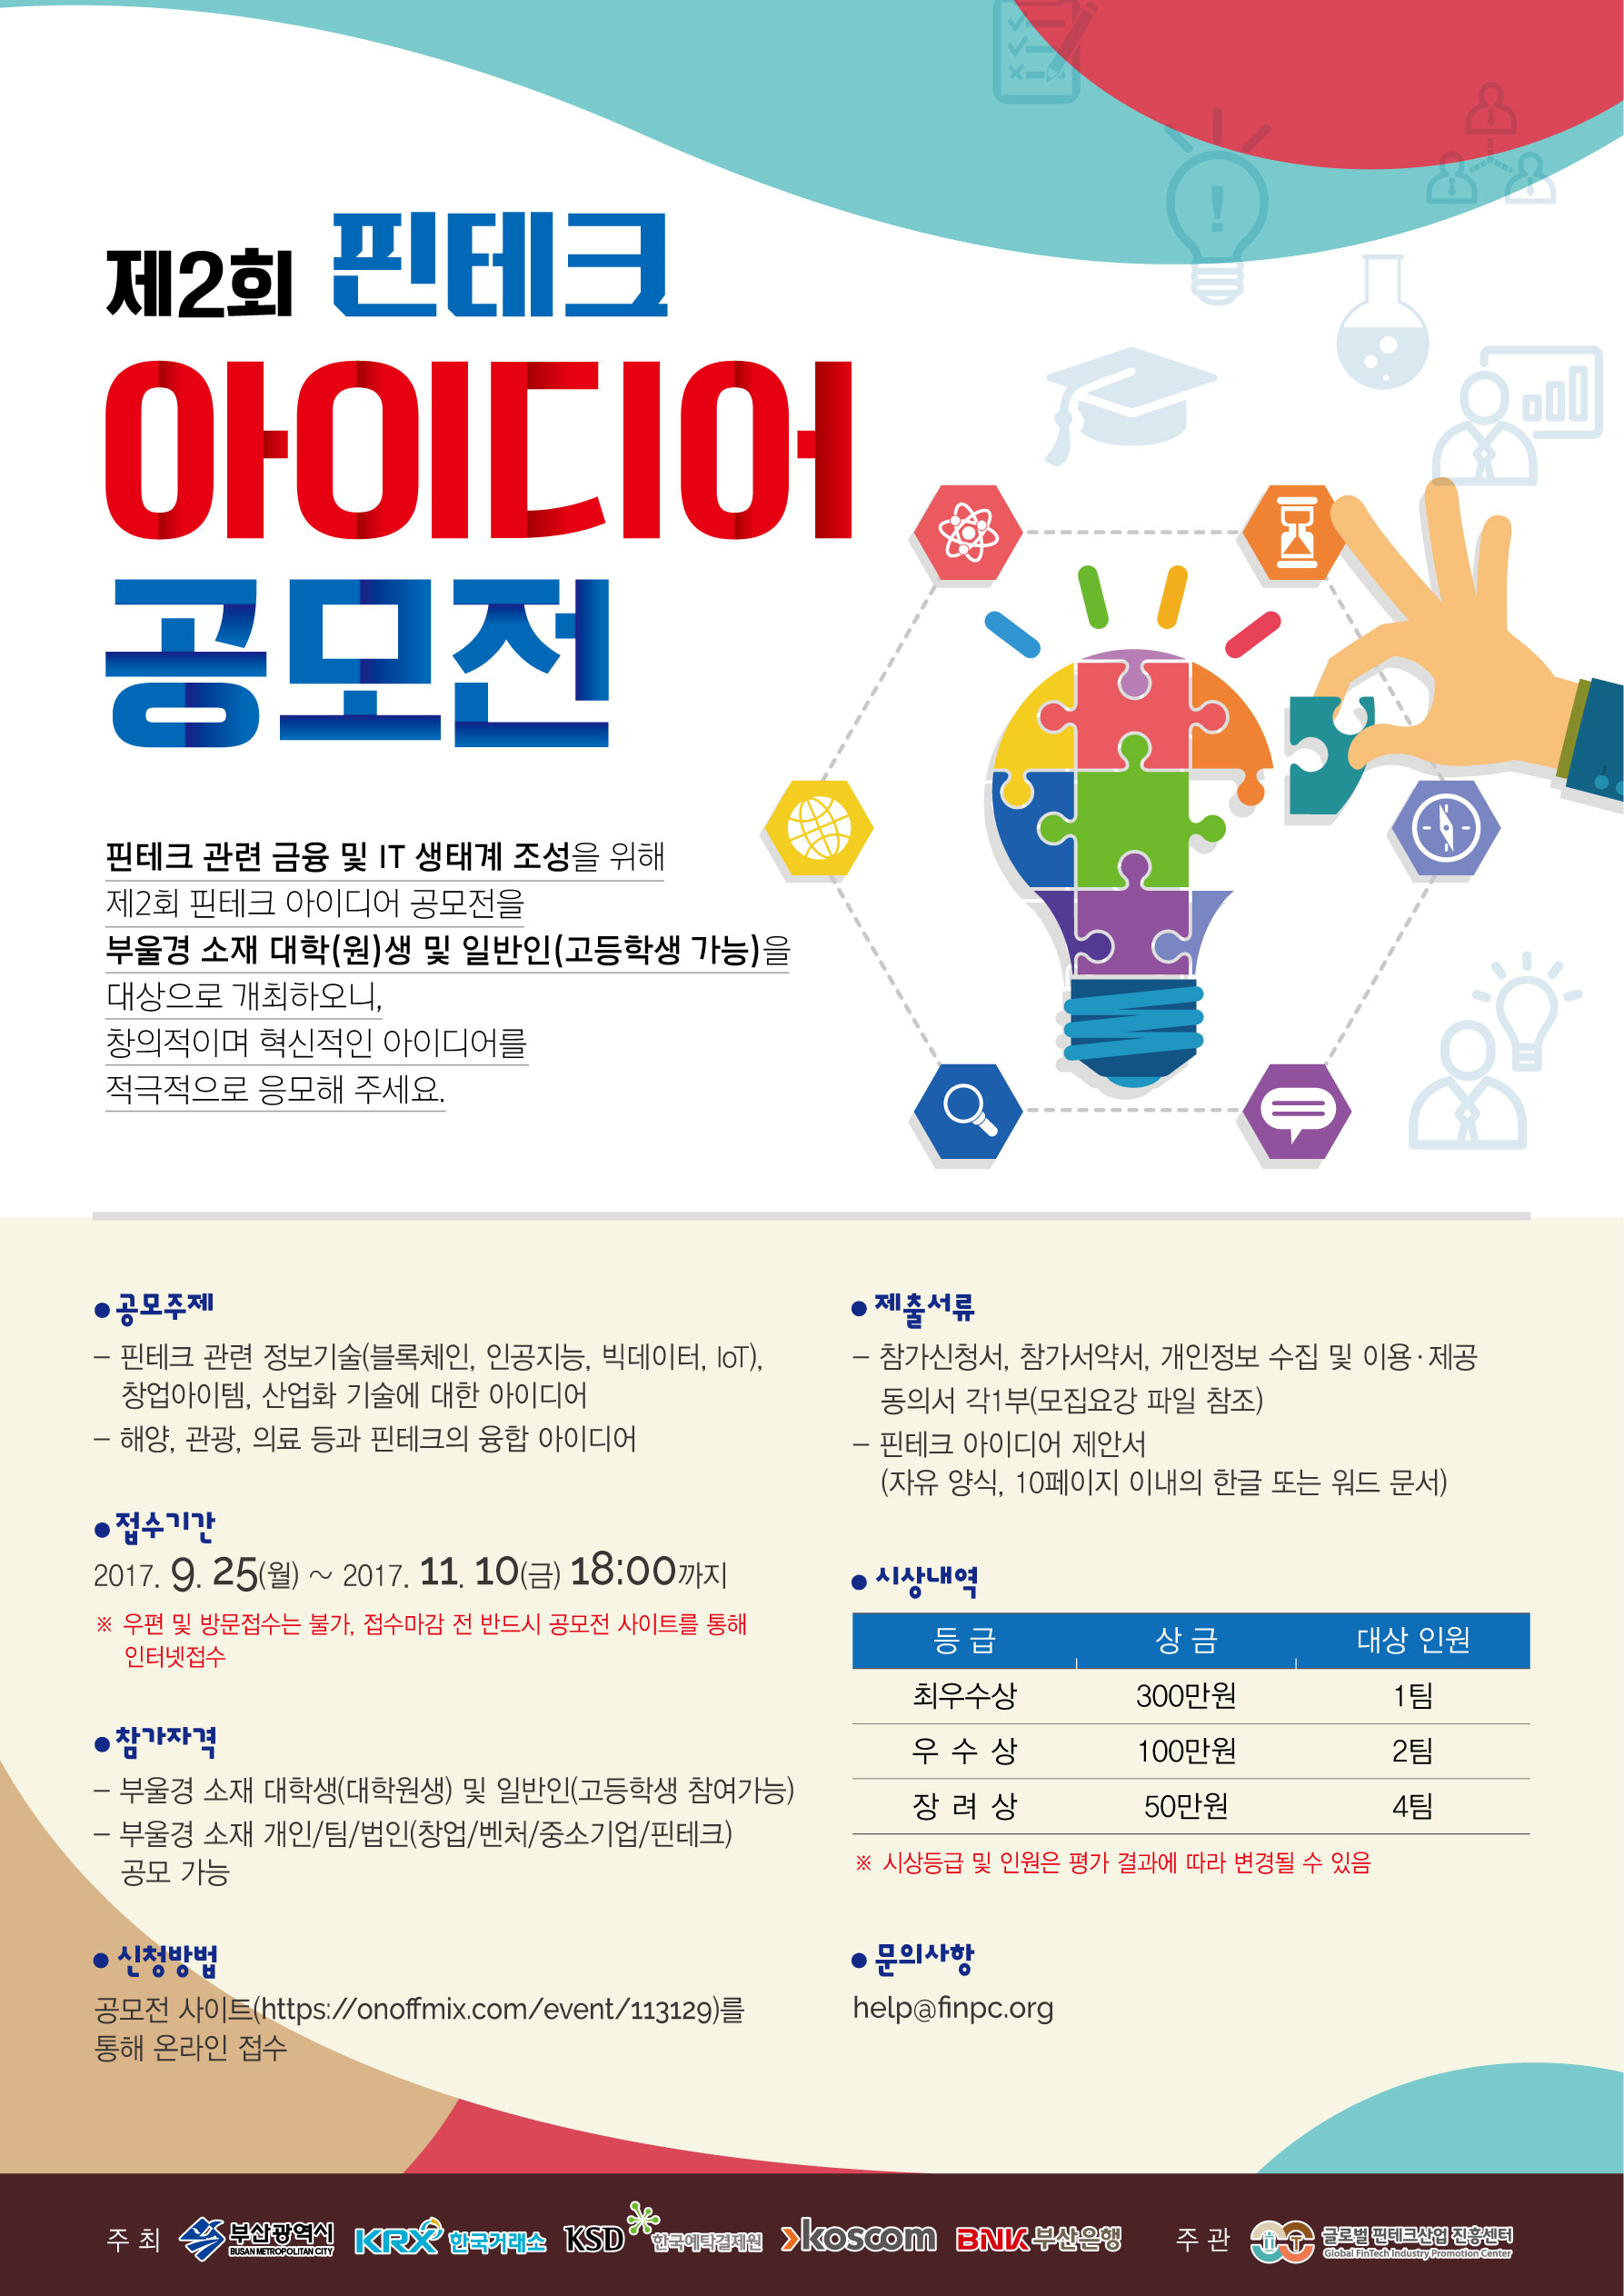 제2회 핀테크
아이디어
공모전
핀테크 관련 금융 및 IT 생태계 조성을 위해
제2회 핀테크 아이디어 공모전을
부울경 소재 대학(원)생 및 일반인(고등학생 가능)을
대상으로 개최하오니,
창의적이며 혁신적인 아이디어를
적극적으로 응모해 주세요.
● 공모주제
– 핀테크 관련 정보기술(블록체인, 인공지능, 빅데이터, IoT),
창업아이템, 산업화 기술에 대한 아이디어
– 해양, 관광, 의료 등과 핀테크의 융합 아이디어
● 접수기간
2017. 9. 25(월) ~ 2017. 11. 10(금) 18:00까지
※ 우편 및 방문접수는 불가, 접수마감 전 반드시 공모전 사이트를 통해
인터넷접수
● 참가자격
– 부울경 소재 대학생(대학원생) 및 일반인(고등학생 참여가능)
– 부울경 소재 개인/팀/법인(창업/벤처/중소기업/핀테크)
공모 가능
● 신청방법
공모전 사이트(https://onoffmix.com/event/113129)를
통해 온라인 접수
● 제출서류
– 참가신청서, 참가서약서, 개인정보 수집 및 이용·제공
동의서 각1부(모집요강 파일 참조)
– 핀테크 아이디어 제안서
(자유 양식, 10페이지 이내의 한글 또는 워드 문서)
● 시상내역
등 급 상 금 대상 인원
최우수상 300만원 1팀
우 수 상 100만원 2팀
장 려 상 50만원 4팀
※ 시상등급 및 인원은 평가 결과에 따라 변경될 수 있음
● 문의사항
help@finpc.org
주 최 부산광역시 KRX 한국거래소 KSD 한국예탁결제원 koscom BNK 부산은행 주 관 글로벌 핀테크산업 진흥센터
BUSAN METROPOLITAN CITY Global FinTech Industry Promotion Center